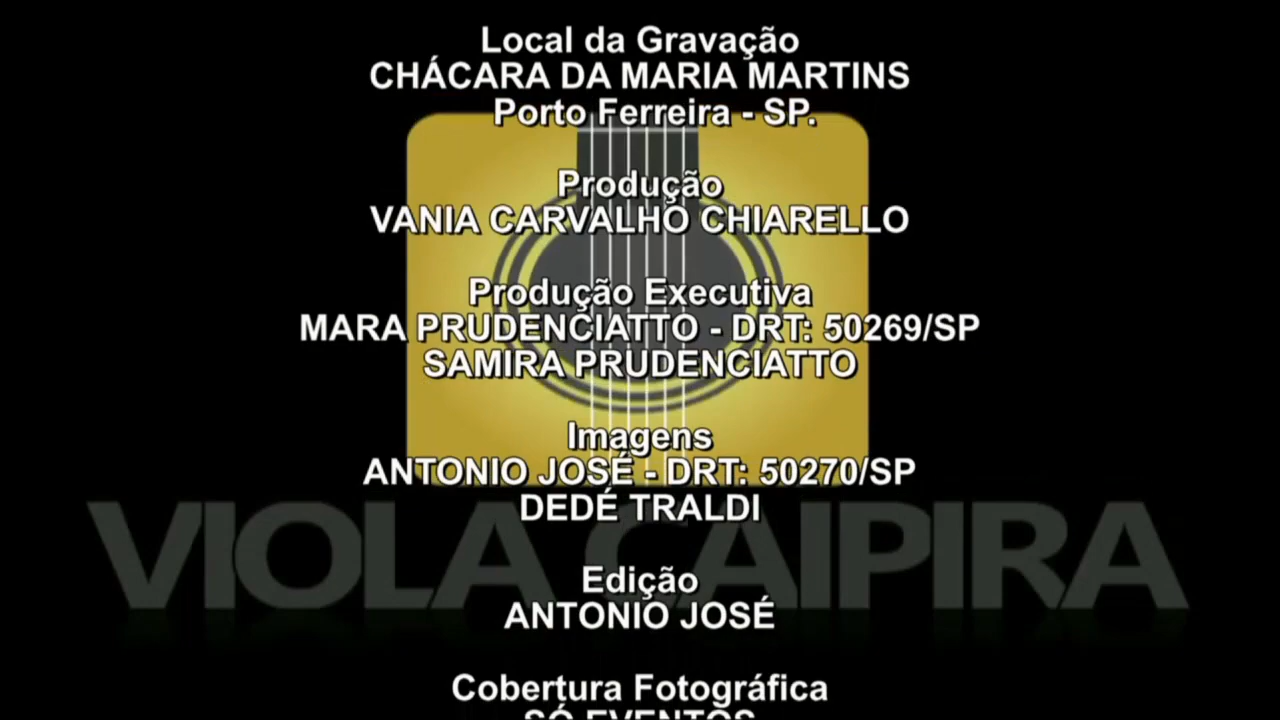 Local da Gravação
CHÁCARA DA MARIA MARTINS
Porto Ferreira - SP.
Produção
VANIA CARVALHO CHIARELLO
Produção Executiva
MARA PRUDENCIATTO - DRT: 50269/SP
SAMIRA PRUDENCIATTO
Imagens
ANTONIO JOSÉ - DRT: 50270/SP
DEDÉ TRALDI
VIOLA CAIPIRA
Edição
ANTONIO JOSÉ
Cobertura Fotográfica
SÓ EVENTOS